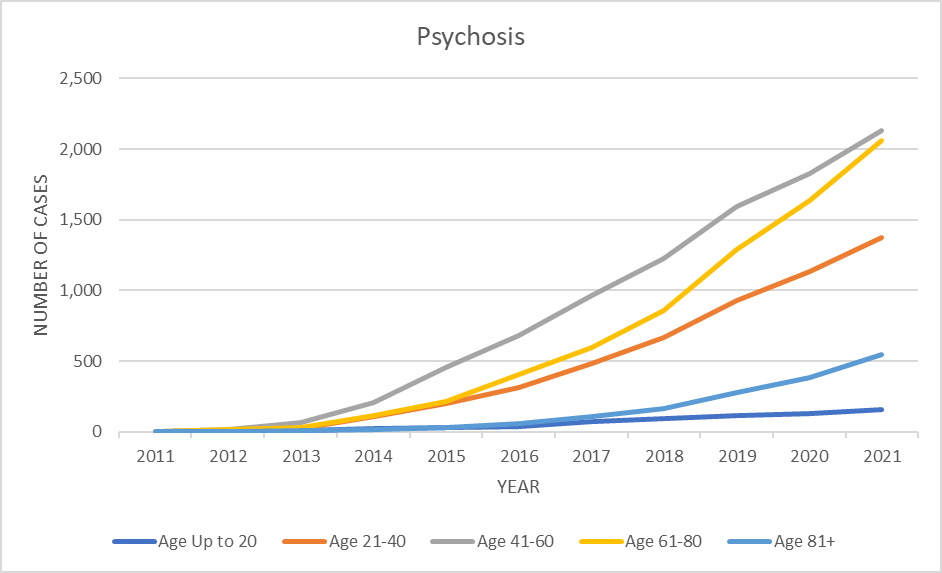 Psychosis
2,500
2,000
1,500
1,000
500
0
NUMBER OF CASES
2011 2012 2013 2014 2015 2016 2017 2018 2019 2020 2021
YEAR
Age Up to 20 Age 21-40 Age 41-60 Age 61-80 Age 81+